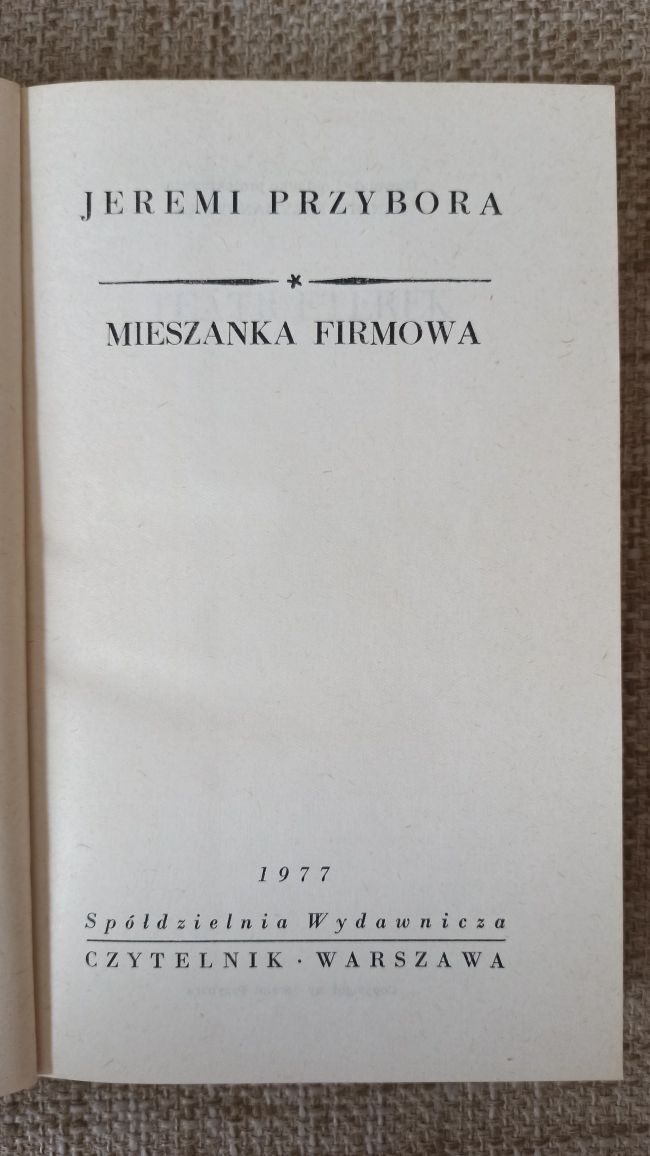 JEREMI PRZYBORA
MIESZANKA FIRMOWA
1977
Spółdzielnia Wydawnicza
CZYTELNIK · WARSZAWA